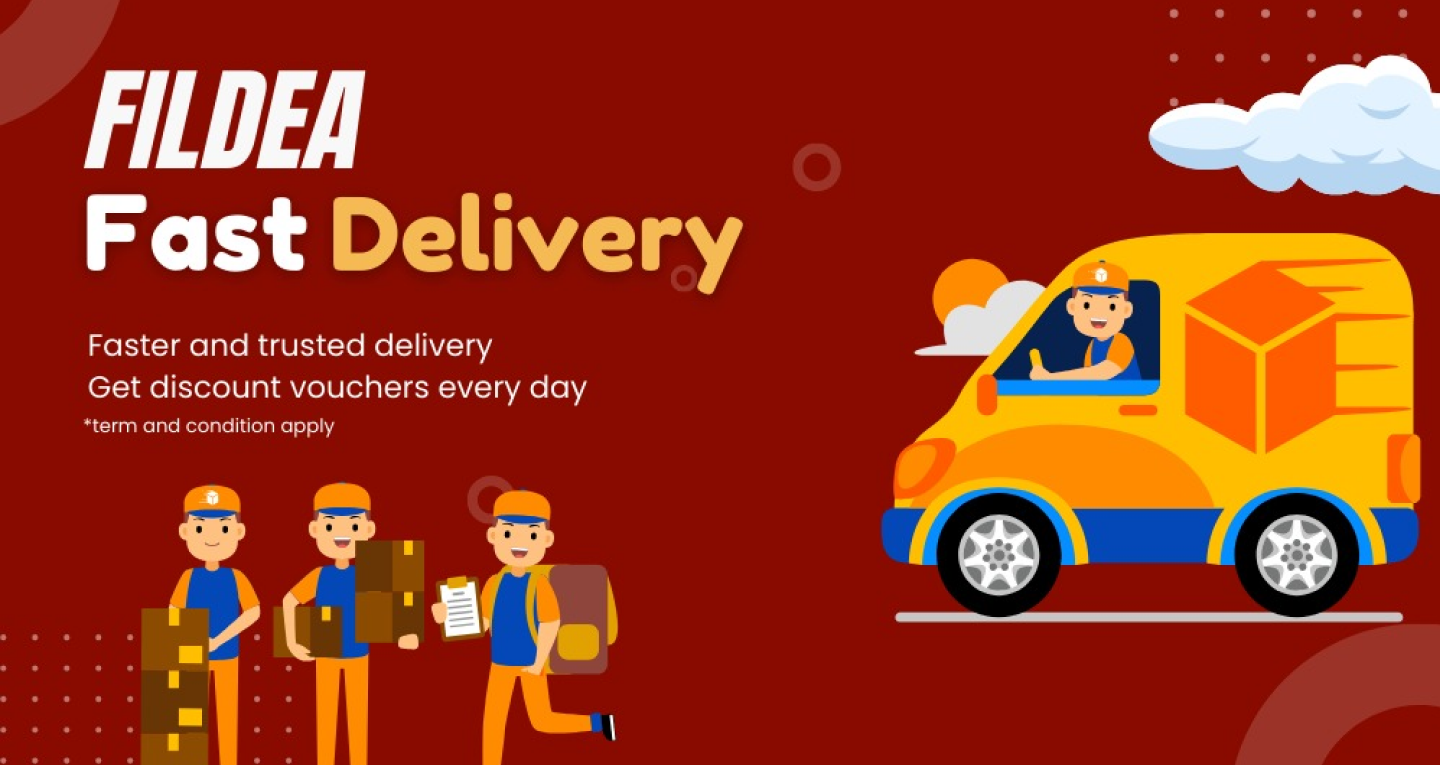 FILDEA
Fast Delivery
Faster and trusted delivery
Get discount vouchers every day
*term and condition apply